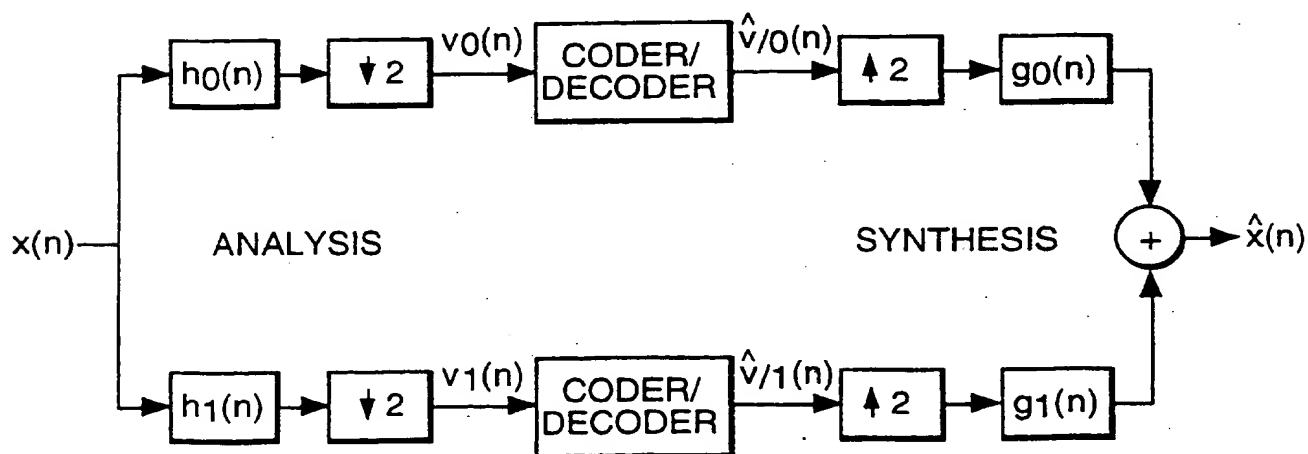 h0(n) ↓ 2 v0(n) CODER/ DECODER v̂/0(n) ↑ 2 g0(n)
x(n) ANALYSIS SYNTHESIS + x̂(n)
h1(n) ↓ 2 v1(n) CODER/ DECODER v̂/1(n) ↑ 2 g1(n)